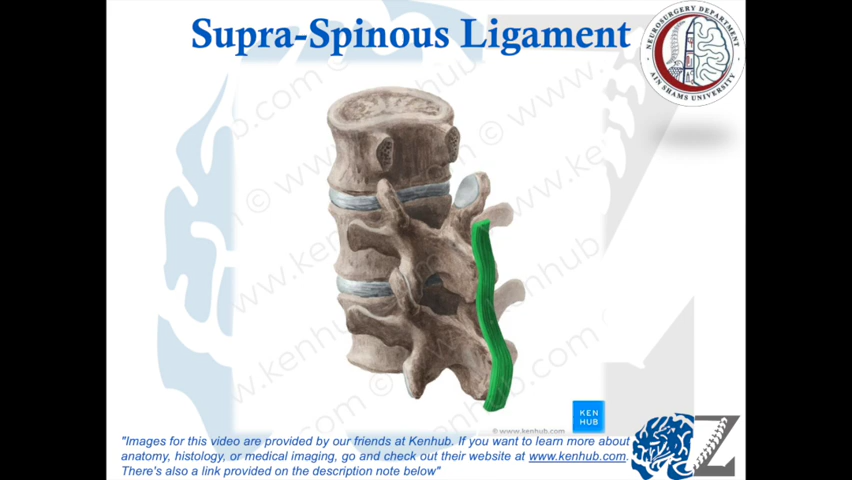 Supra-Spinous Ligament
NEUROSURGERY DEPARTMENT
AIN SHAMS UNIVERSITY
KEN
HUB
© www.kenhub.com
"Images for this video are provided by our friends at Kenhub. If you want to learn more about
anatomy, histology, or medical imaging, go and check out their website at www.kenhub.com.
There's also a link provided on the description note below"